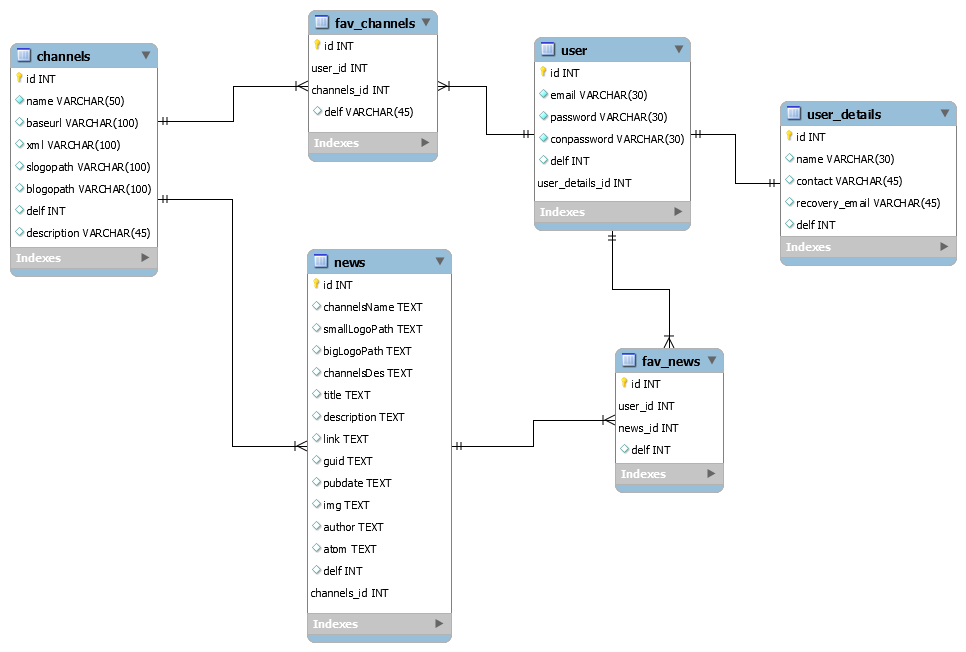 channels
id INT
name VARCHAR(50)
baseurl VARCHAR(100)
xml VARCHAR(100)
slogopath VARCHAR(100)
blogopath VARCHAR(100)
delf INT
description VARCHAR(45)
Indexes
fav_channels
id INT
user_id INT
channels_id INT
delf VARCHAR(45)
Indexes
user
id INT
email VARCHAR(30)
password VARCHAR(30)
conpassword VARCHAR(30)
delf INT
user_details_id INT
Indexes
user_details
id INT
name VARCHAR(30)
contact VARCHAR(45)
recovery_email VARCHAR(45)
delf INT
Indexes
news
id INT
channelsName TEXT
smallLogoPath TEXT
bigLogoPath TEXT
channelsDes TEXT
title TEXT
description TEXT
link TEXT
guid TEXT
pubdate TEXT
img TEXT
author TEXT
atom TEXT
delf INT
channels_id INT
Indexes
fav_news
id INT
user_id INT
news_id INT
delf INT
Indexes